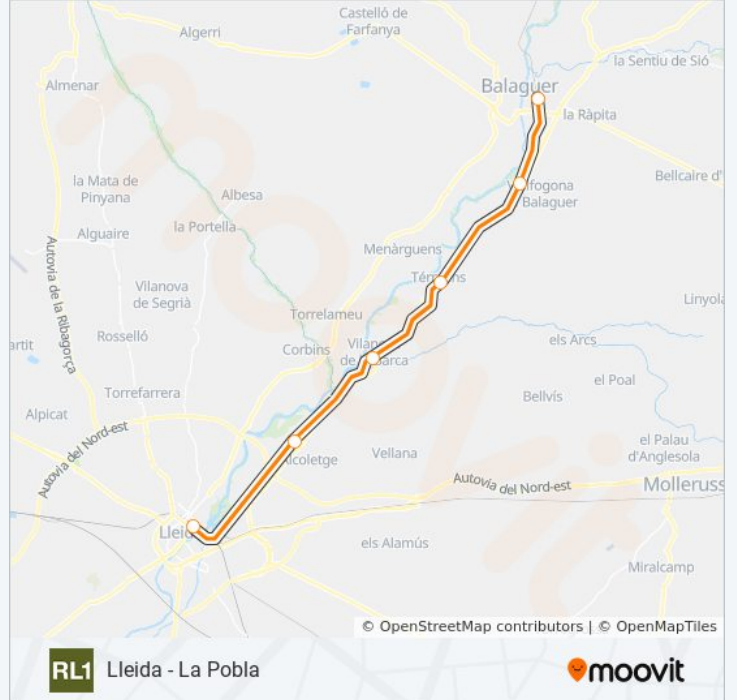 Castelló de
Farfanya
Algerri
la Sentiu de Sió
Almenar
Balaguer
la Ràpita
la Mata de
Pinyana
Albesa
Bellcaire d'
Balaguer
la Portella
Alguaire
Menàrguens
Autovia de la Ribagorça
Vilanova
de Segrià
Linyola
Torrelameu
Rosselló
Corbins
els Arcs
el Poal
Torrefarrera
Bellvís
Alpicat
el Palau
d'Anglesola
Autovia del Nord-est
Vellana
Autovia del Nord-est
Molleruss
els Alamús
Miralcamp
© OpenStreetMap contributors | © OpenMapTiles
RL1 Lleida - La Pobla
moovit